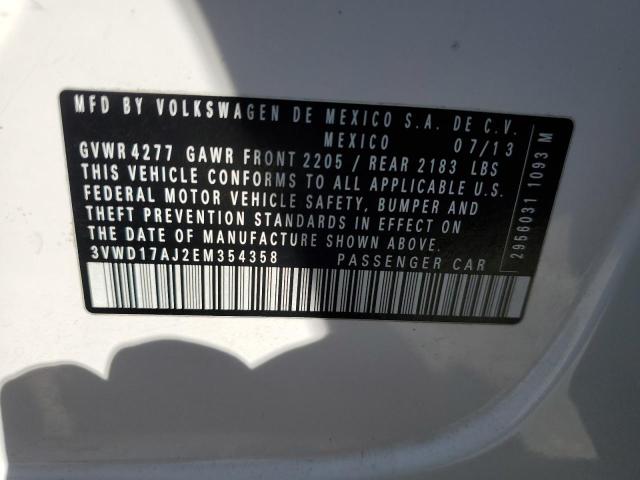 MFD BY VOLKSWAGEN DE MEXICO S.A. DE C.V.
MEXICO 07/13
GVWR 4277 GAWR FRONT 2205 / REAR 2183 LBS
THIS VEHICLE CONFORMS TO ALL APPLICABLE U.S.
FEDERAL MOTOR VEHICLE SAFETY, BUMPER AND
THEFT PREVENTION STANDARDS IN EFFECT ON
THE DATE OF MANUFACTURE SHOWN ABOVE.
3VWD17AJ2EM354358 PASSENGER CAR
2956031 1093 M